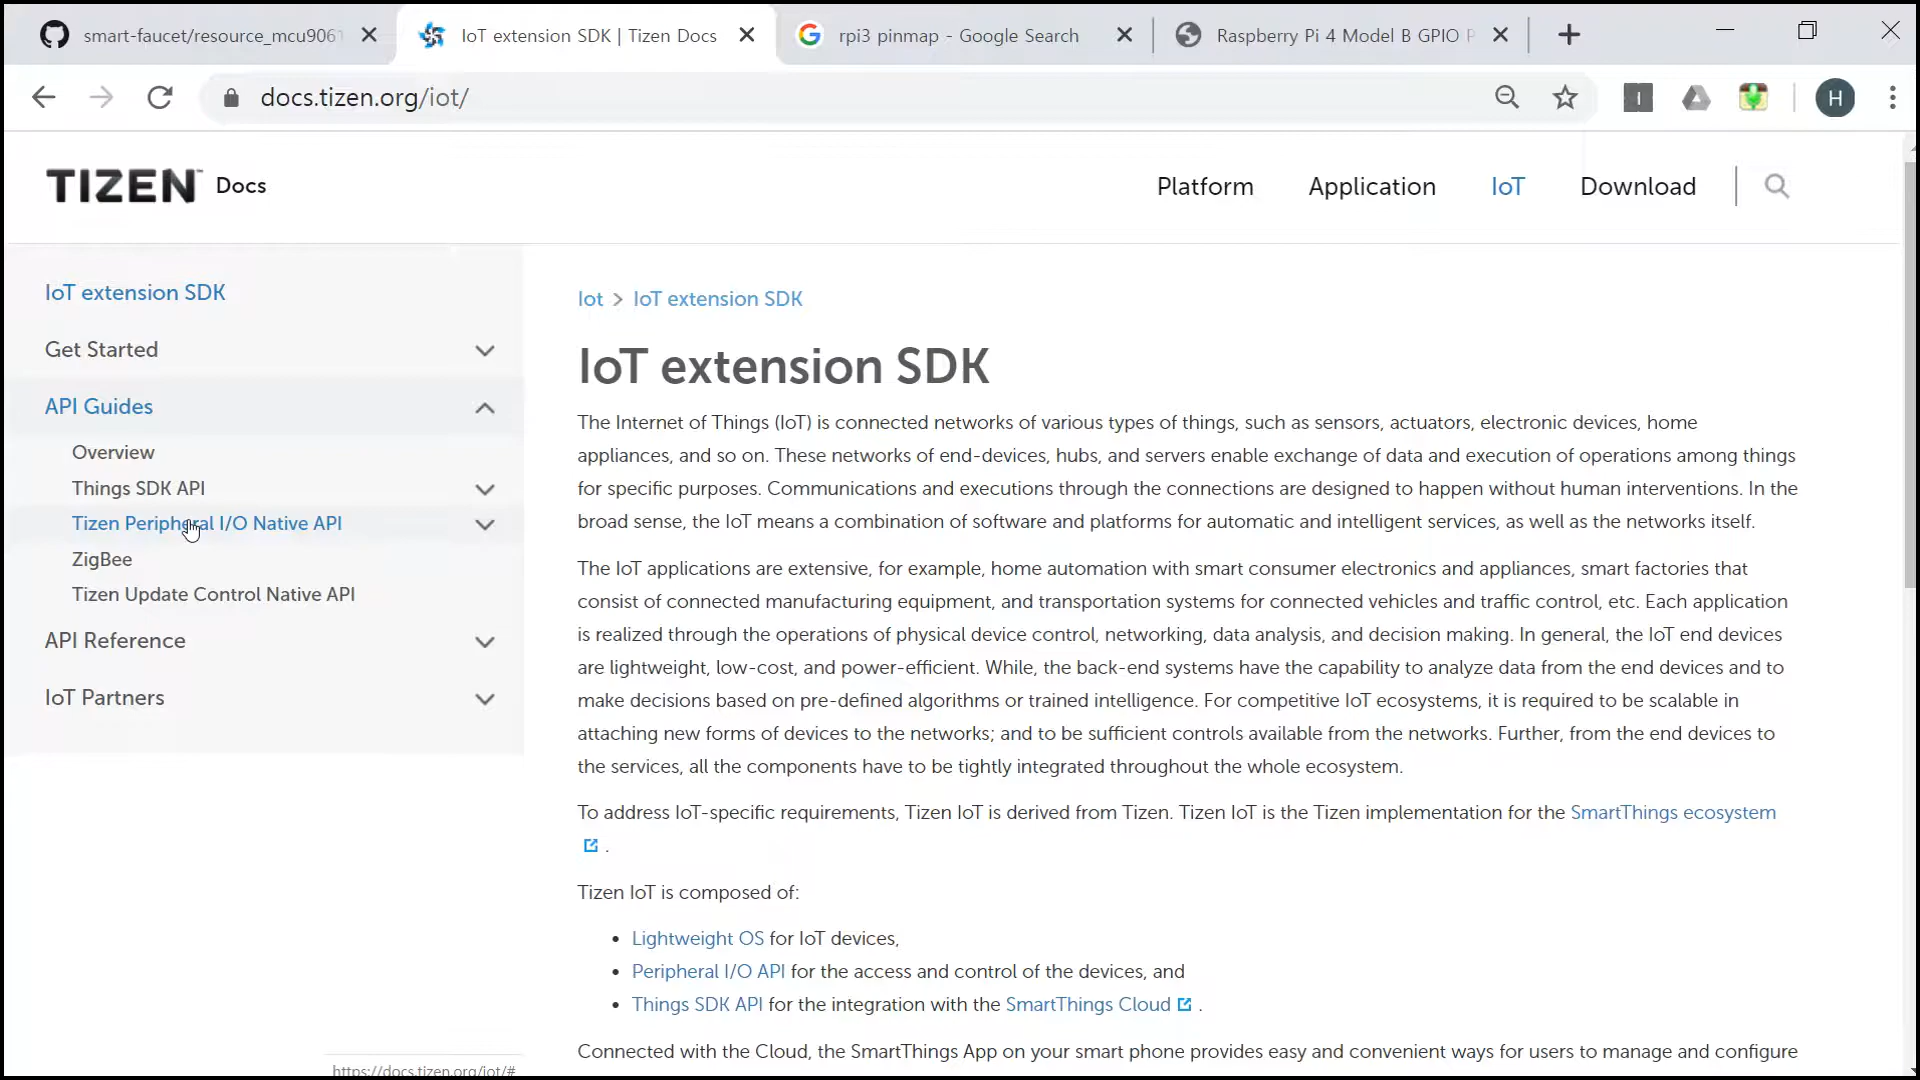 smart-faucet/resource_mcu9061
IoT extension SDK | Tizen Docs
rpi3 pinmap - Google Search
Raspberry Pi 4 Model B GPIO P
docs.tizen.org/iot/
H
TIZEN™ Docs
Platform
Application
IoT
Download
IoT extension SDK
Get Started
API Guides
Overview
Things SDK API
Tizen Peripheral I/O Native API
ZigBee
Tizen Update Control Native API
API Reference
IoT Partners
Iot > IoT extension SDK
IoT extension SDK
The Internet of Things (IoT) is connected networks of various types of things, such as sensors, actuators, electronic devices, home
appliances, and so on. These networks of end-devices, hubs, and servers enable exchange of data and execution of operations among things
for specific purposes. Communications and executions through the connections are designed to happen without human interventions. In the
broad sense, the IoT means a combination of software and platforms for automatic and intelligent services, as well as the networks itself.
The IoT applications are extensive, for example, home automation with smart consumer electronics and appliances, smart factories that
consist of connected manufacturing equipment, and transportation systems for connected vehicles and traffic control, etc. Each application
is realized through the operations of physical device control, networking, data analysis, and decision making. In general, the IoT end devices
are lightweight, low-cost, and power-efficient. While, the back-end systems have the capability to analyze data from the end devices and to
make decisions based on pre-defined algorithms or trained intelligence. For competitive IoT ecosystems, it is required to be scalable in
attaching new forms of devices to the networks; and to be sufficient controls available from the networks. Further, from the end devices to
the services, all the components have to be tightly integrated throughout the whole ecosystem.
To address IoT-specific requirements, Tizen IoT is derived from Tizen. Tizen IoT is the Tizen implementation for the SmartThings ecosystem
.
Tizen IoT is composed of:
• Lightweight OS for IoT devices,
• Peripheral I/O API for the access and control of the devices, and
• Things SDK API for the integration with the SmartThings Cloud .
Connected with the Cloud, the SmartThings App on your smart phone provides easy and convenient ways for users to manage and configure
https://docs.tizen.org/iot/#